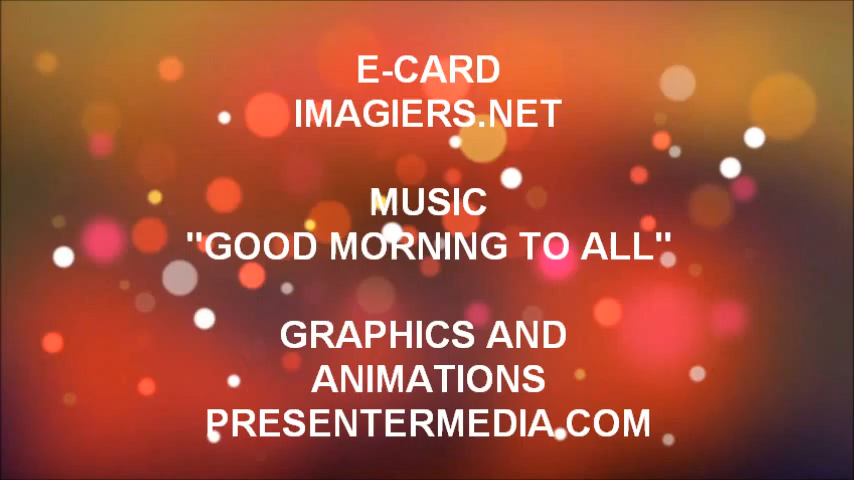 E-CARD
IMAGIERS.NET
MUSIC
"GOOD MORNING TO ALL"
GRAPHICS AND
ANIMATIONS
PRESENTERMEDIA.COM